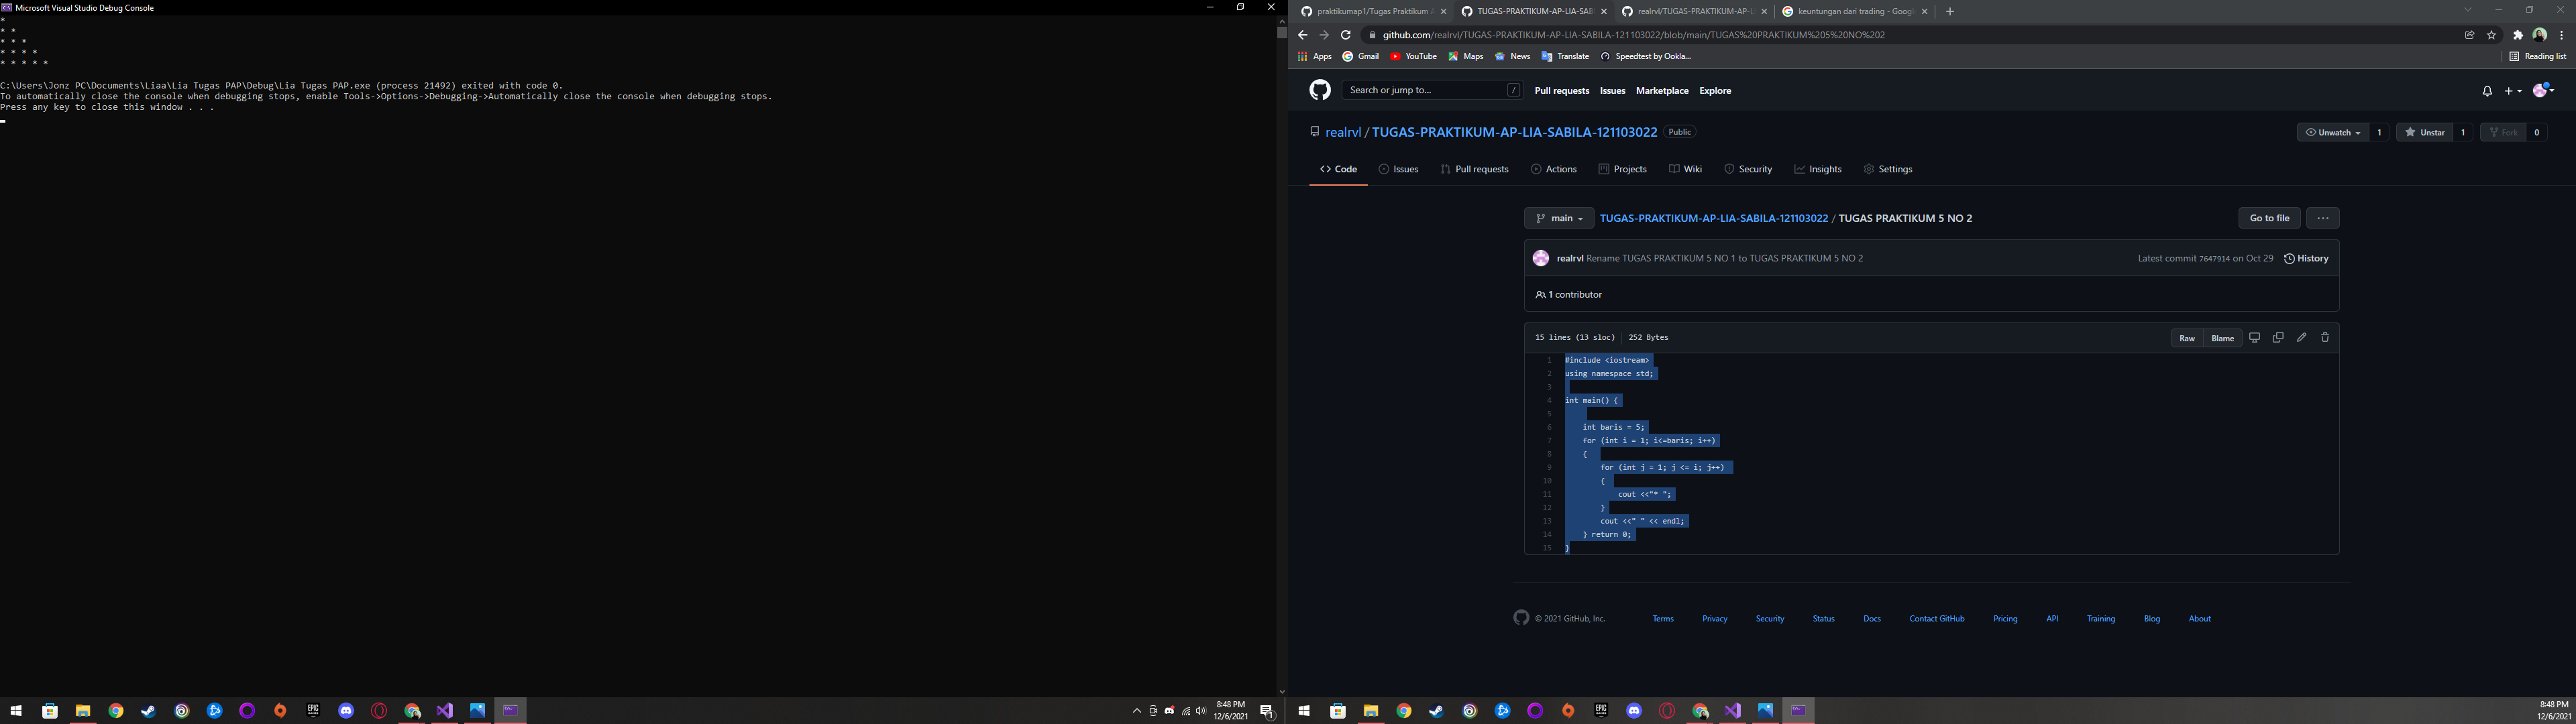 Microsoft Visual Studio Debug Console
*
* *
* * *
* * * *
* * * * *
C:\Users\Jonz PC\Documents\Liaa\Lia Tugas PAP\Debug\Lia Tugas PAP.exe (process 21492) exited with code 0.
To automatically close the console when debugging stops, enable Tools->Options->Debugging->Automatically close the console when debugging stops.
Press any key to close this window . . .
8:48 PM
12/6/2021
praktikumap1/Tugas Praktikum
TUGAS-PRAKTIKUM-AP-LIA-SAB
realrvl/TUGAS-PRAKTIKUM-AP-L
keuntungan dari trading - Goog
github.com/realrvl/TUGAS-PRAKTIKUM-AP-LIA-SABILA-121103022/blob/main/TUGAS%20PRAKTIKUM%205%20NO%202
Apps Gmail YouTube Maps News Translate Speedtest by Ookla... Reading list
Search or jump to... / Pull requests Issues Marketplace Explore
realrvl / TUGAS-PRAKTIKUM-AP-LIA-SABILA-121103022 Public Unwatch 1 Unstar 1 Fork 0
Code Issues Pull requests Actions Projects Wiki Security Insights Settings
main TUGAS-PRAKTIKUM-AP-LIA-SABILA-121103022 / TUGAS PRAKTIKUM 5 NO 2 Go to file ...
realrvl Rename TUGAS PRAKTIKUM 5 NO 1 to TUGAS PRAKTIKUM 5 NO 2 Latest commit 7647914 on Oct 29 History
1 contributor
15 lines (13 sloc) 252 Bytes Raw Blame
1 #include <iostream>
2 using namespace std;
3
4 int main() {
5
6 int baris = 5;
7 for (int i = 1; i<=baris; i++)
8 {
9 for (int j = 1; j <= i; j++)
10 {
11 cout <<"* ";
12 }
13 cout <<" " << endl;
14 } return 0;
15 }
© 2021 GitHub, Inc. Terms Privacy Security Status Docs Contact GitHub Pricing API Training Blog About
8:48 PM
12/6/2021